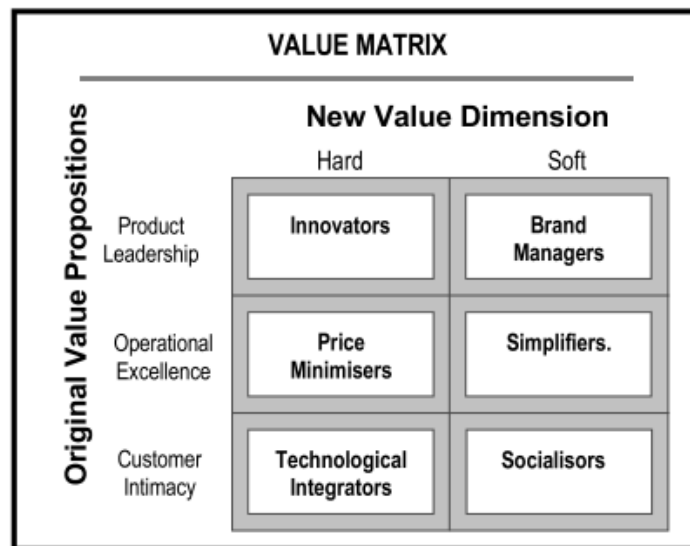 VALUE MATRIX
New Value Dimension
Hard Soft
Original Value Propositions
Product
Leadership
Innovators
Brand
Managers
Operational
Excellence
Price
Minimisers
Simplifiers.
Customer
Intimacy
Technological
Integrators
Socialisors